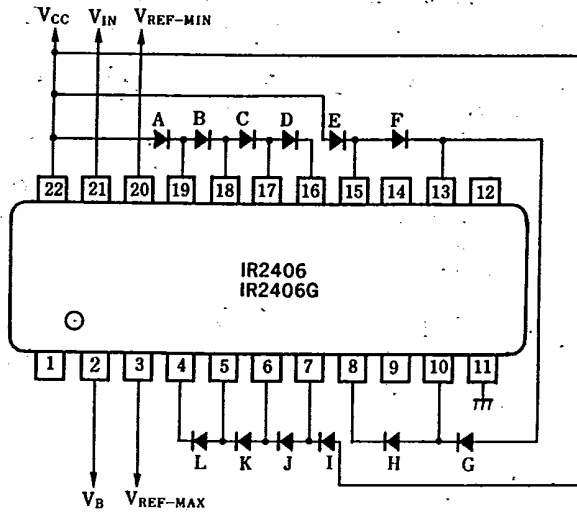 VCC VIN VREF-MIN
A B C D E F
22 21 20 19 18 17 16 15 14 13 12
IR2406
IR2406G
1 2 3 4 5 6 7 8 9 10 11
L K J I H G
VB VREF-MAX